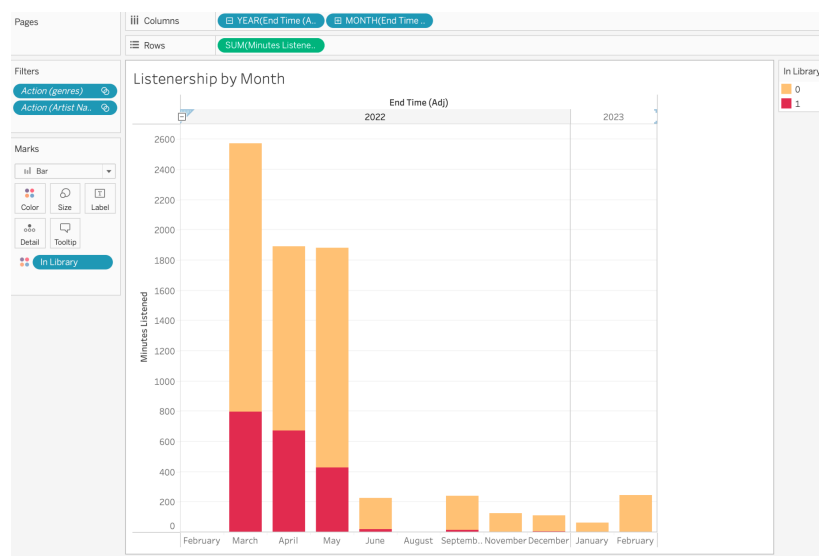 Pages
Columns
YEAR(End Time (A..
MONTH(End Time ..
Rows
SUM(Minutes Listene..
Filters
Action (genres)
Action (Artist Na..
Marks
Bar
Color
Size
Label
Detail
Tooltip
In Library
Listenership by Month
End Time (Adj)
2022
2023
Minutes Listened
2600
2400
2200
2000
1800
1600
1400
1200
1000
800
600
400
200
0
February March April May June August Septemb.. November December January February
In Library
0
1